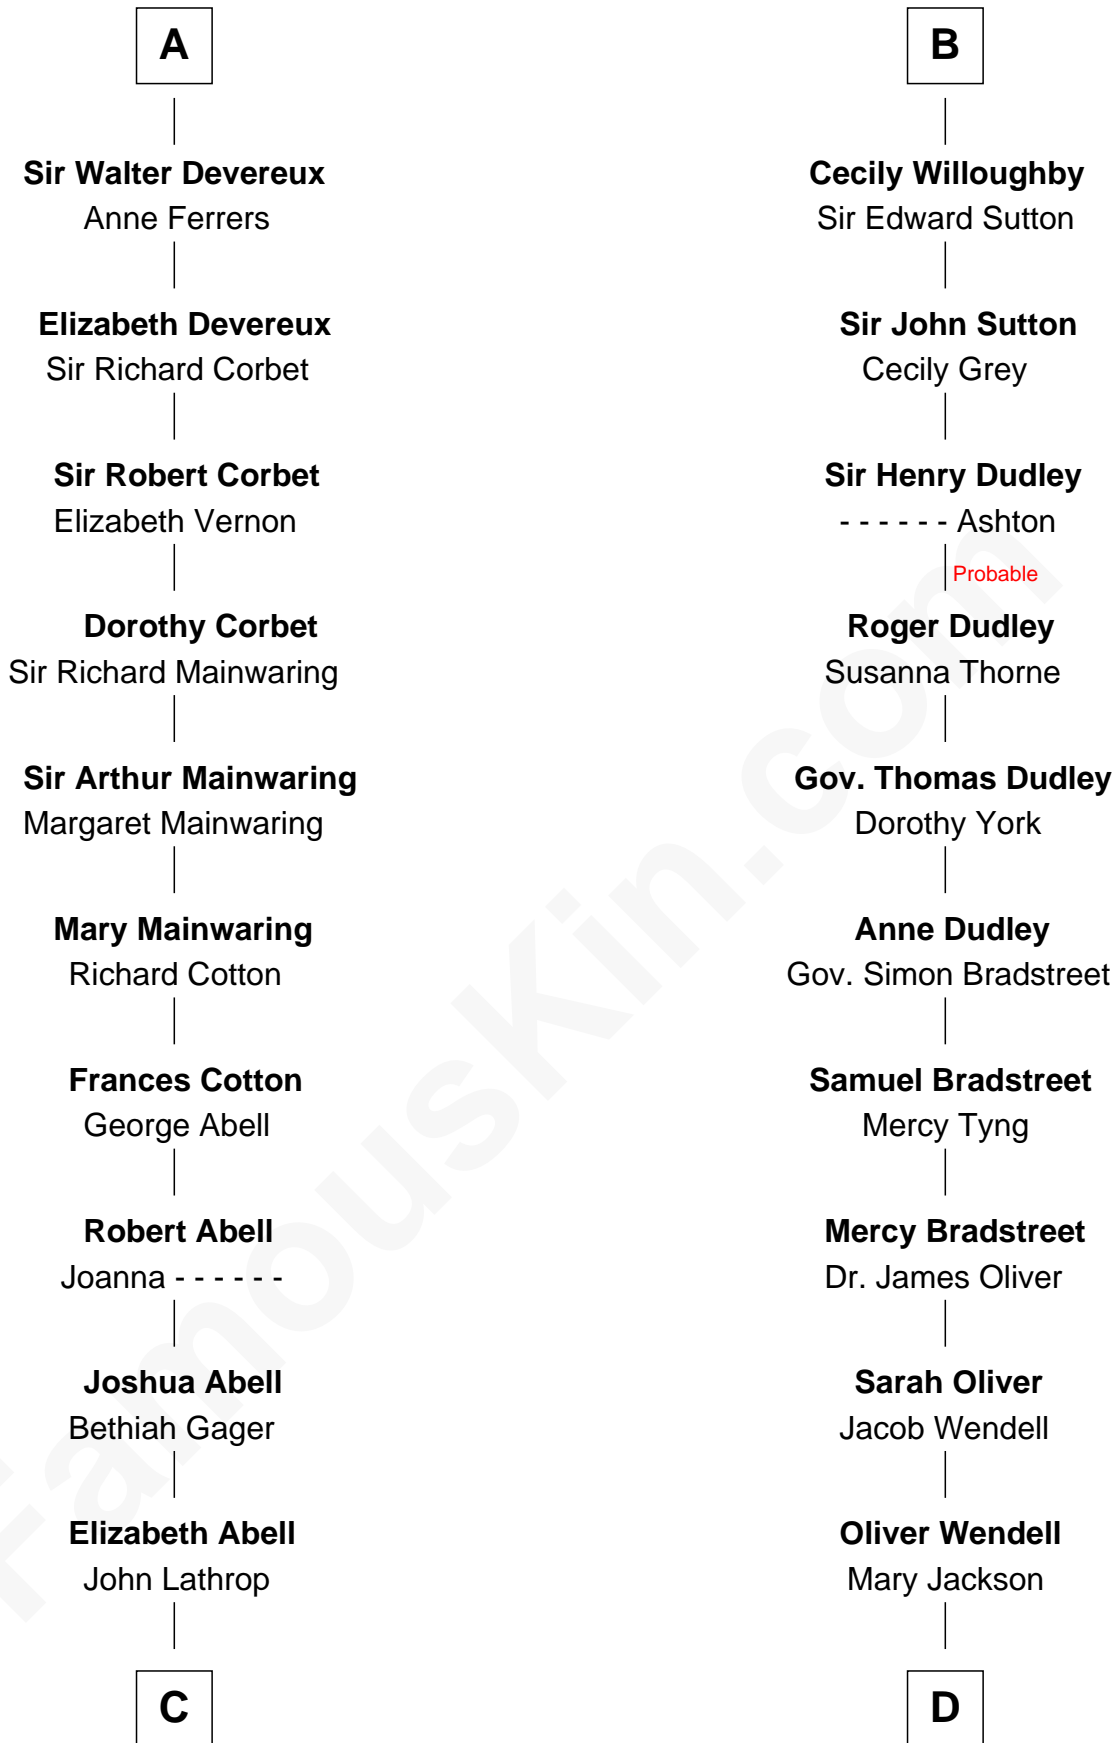 A
Sir Walter Devereux
Anne Ferrers
Elizabeth Devereux
Sir Richard Corbet
Sir Robert Corbet
Elizabeth Vernon
Dorothy Corbet
Sir Richard Mainwaring
Sir Arthur Mainwaring
Margaret Mainwaring
Mary Mainwaring
Richard Cotton
Frances Cotton
George Abell
Robert Abell
Joanna - - - - - -
Joshua Abell
Bethiah Gager
Elizabeth Abell
John Lathrop
C
B
Cecily Willoughby
Sir Edward Sutton
Sir John Sutton
Cecily Grey
Sir Henry Dudley
- - - - - - Ashton
Probable
Roger Dudley
Susanna Thorne
Gov. Thomas Dudley
Dorothy York
Anne Dudley
Gov. Simon Bradstreet
Samuel Bradstreet
Mercy Tyng
Mercy Bradstreet
Dr. James Oliver
Sarah Oliver
Jacob Wendell
Oliver Wendell
Mary Jackson
D
FamousKin.com